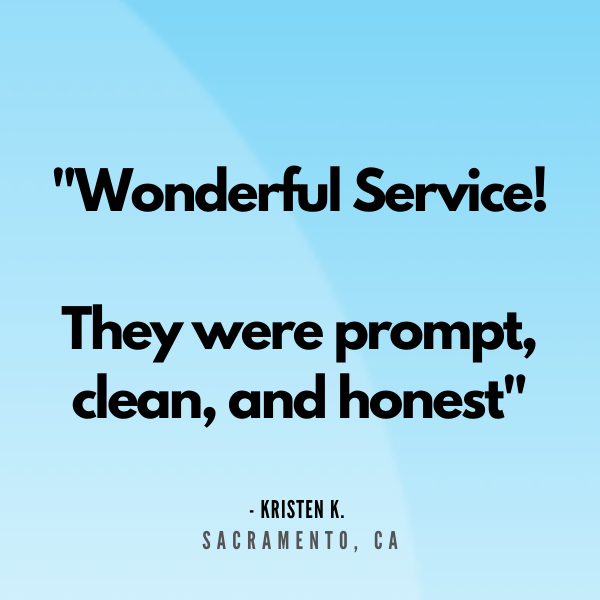 "Wonderful Service!
They were prompt,
clean, and honest"
- KRISTEN K.
SACRAMENTO, CA